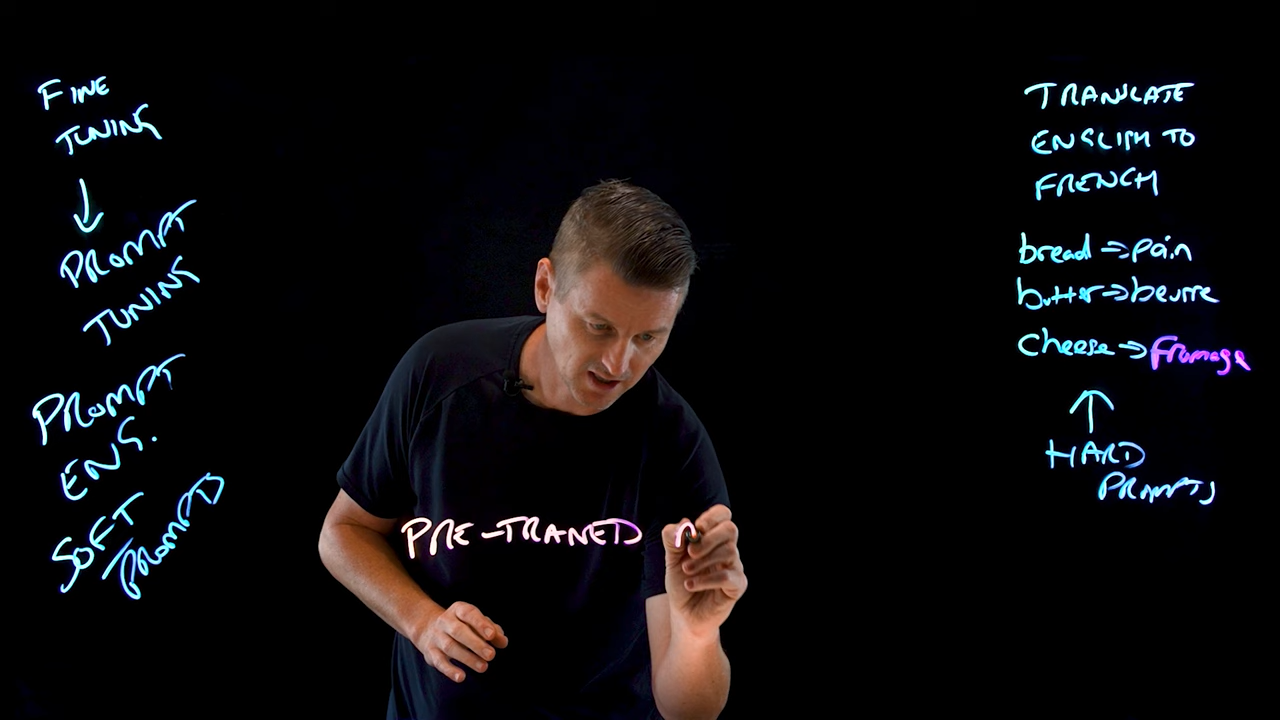 FINE
TUNING
↓
PROMPT
TUNING
PROMPT
ENG.
SOFT
PROMPTS
PRE-TRANED
TRANSLATE
ENGLISH TO
FRENCH
bread → pain
butter → beurre
cheese → fromage
↑
HARD
PROMPTS